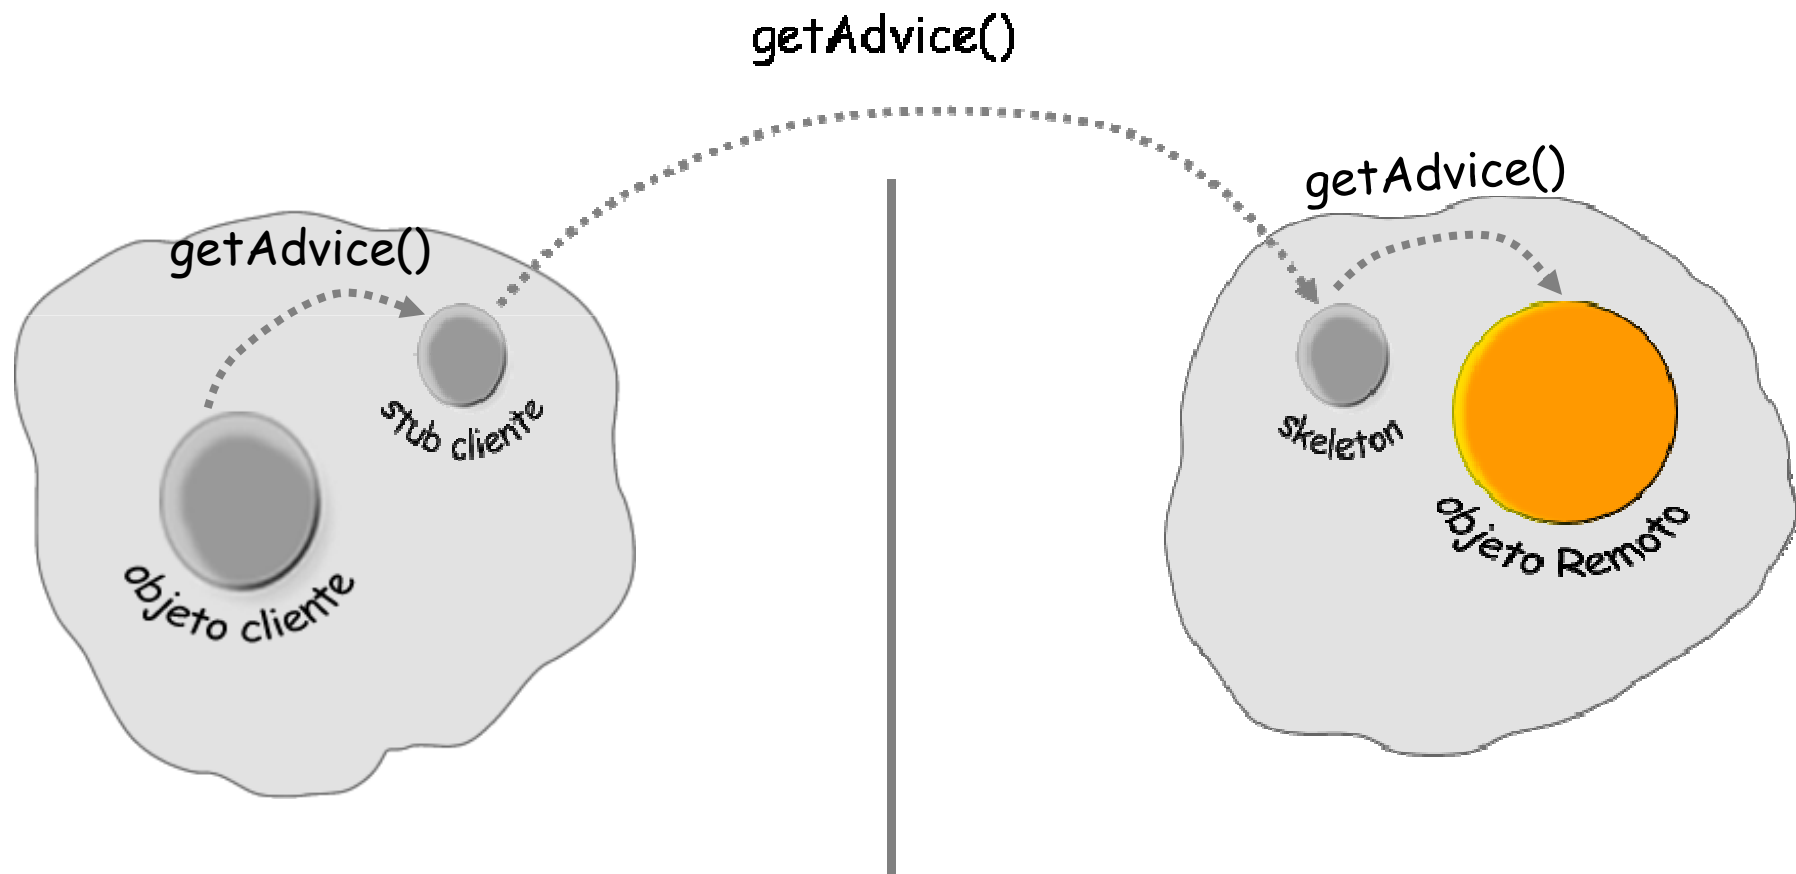 getAdvice()
getAdvice()
getAdvice()
stub cliente
skeleton
objeto Remoto
objeto cliente